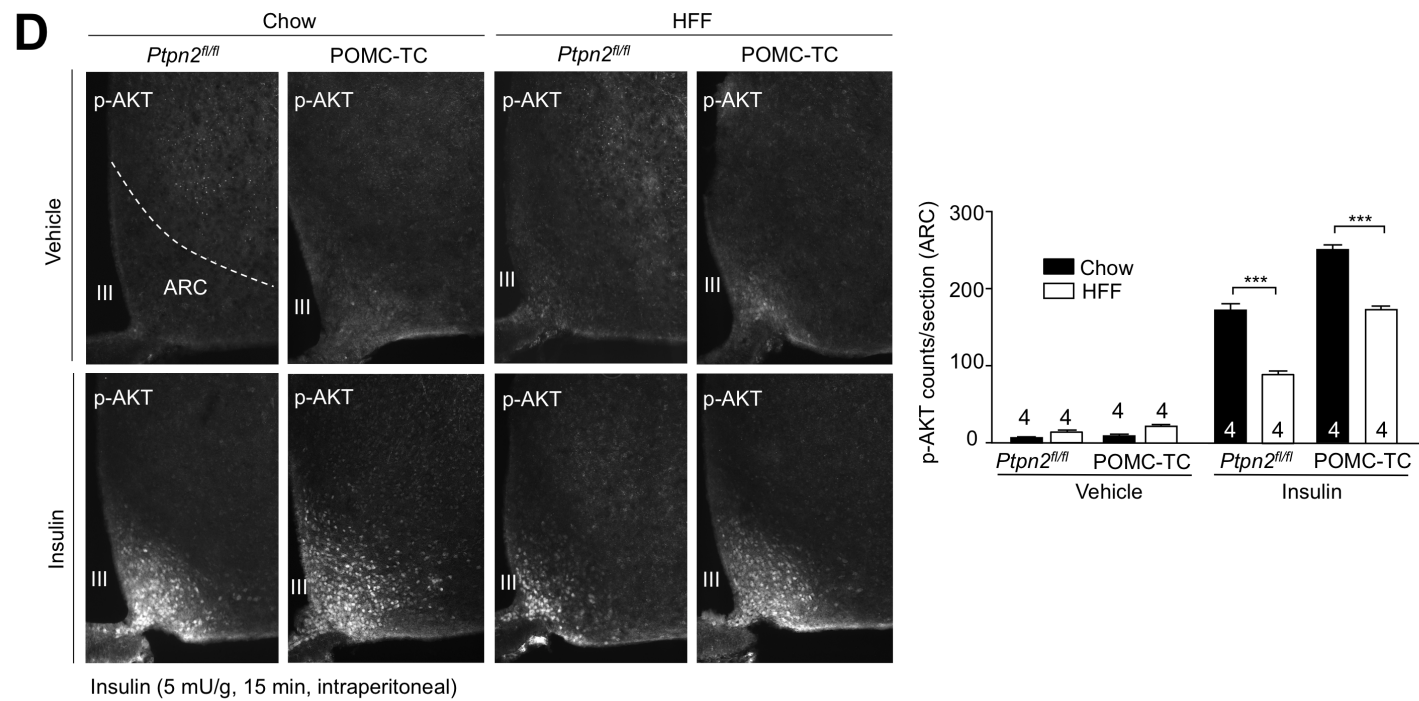 D
Chow HFF
Ptpn2fl/fl POMC-TC Ptpn2fl/fl POMC-TC
Vehicle
p-AKT p-AKT p-AKT p-AKT
III ARC III III III
Insulin
p-AKT p-AKT p-AKT p-AKT
III III III III
Insulin (5 mU/g, 15 min, intraperitoneal)
p-AKT counts/section (ARC)
300
200
100
0
Chow
HFF
*** ***
4 4 4 4 4 4 4 4
Ptpn2fl/fl POMC-TC Ptpn2fl/fl POMC-TC
Vehicle Insulin